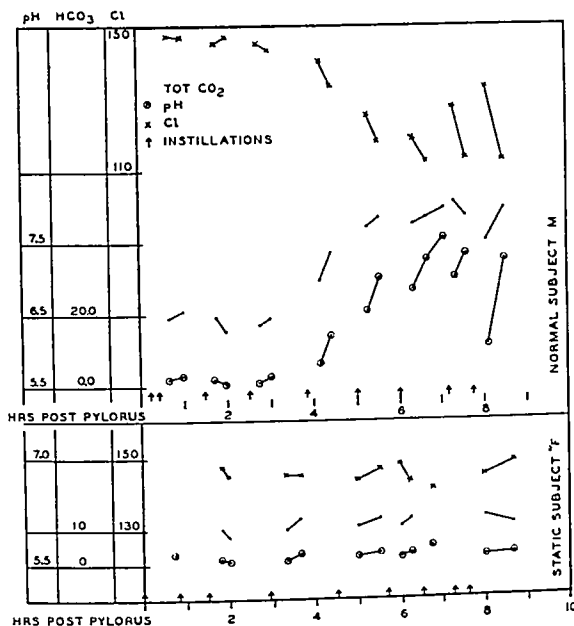 pH HCO3 Cl
150
TOT CO2
pH
x Cl
↑ INSTILLATIONS
110
7.5
6.5 20.0
5.5 0.0
NORMAL SUBJECT M
HRS POST PYLORUS 2 4 6 8
7.0 150
10 130
5.5 0
STATIC SUBJECT "F
HRS POST PYLORUS 2 4 6 8 10